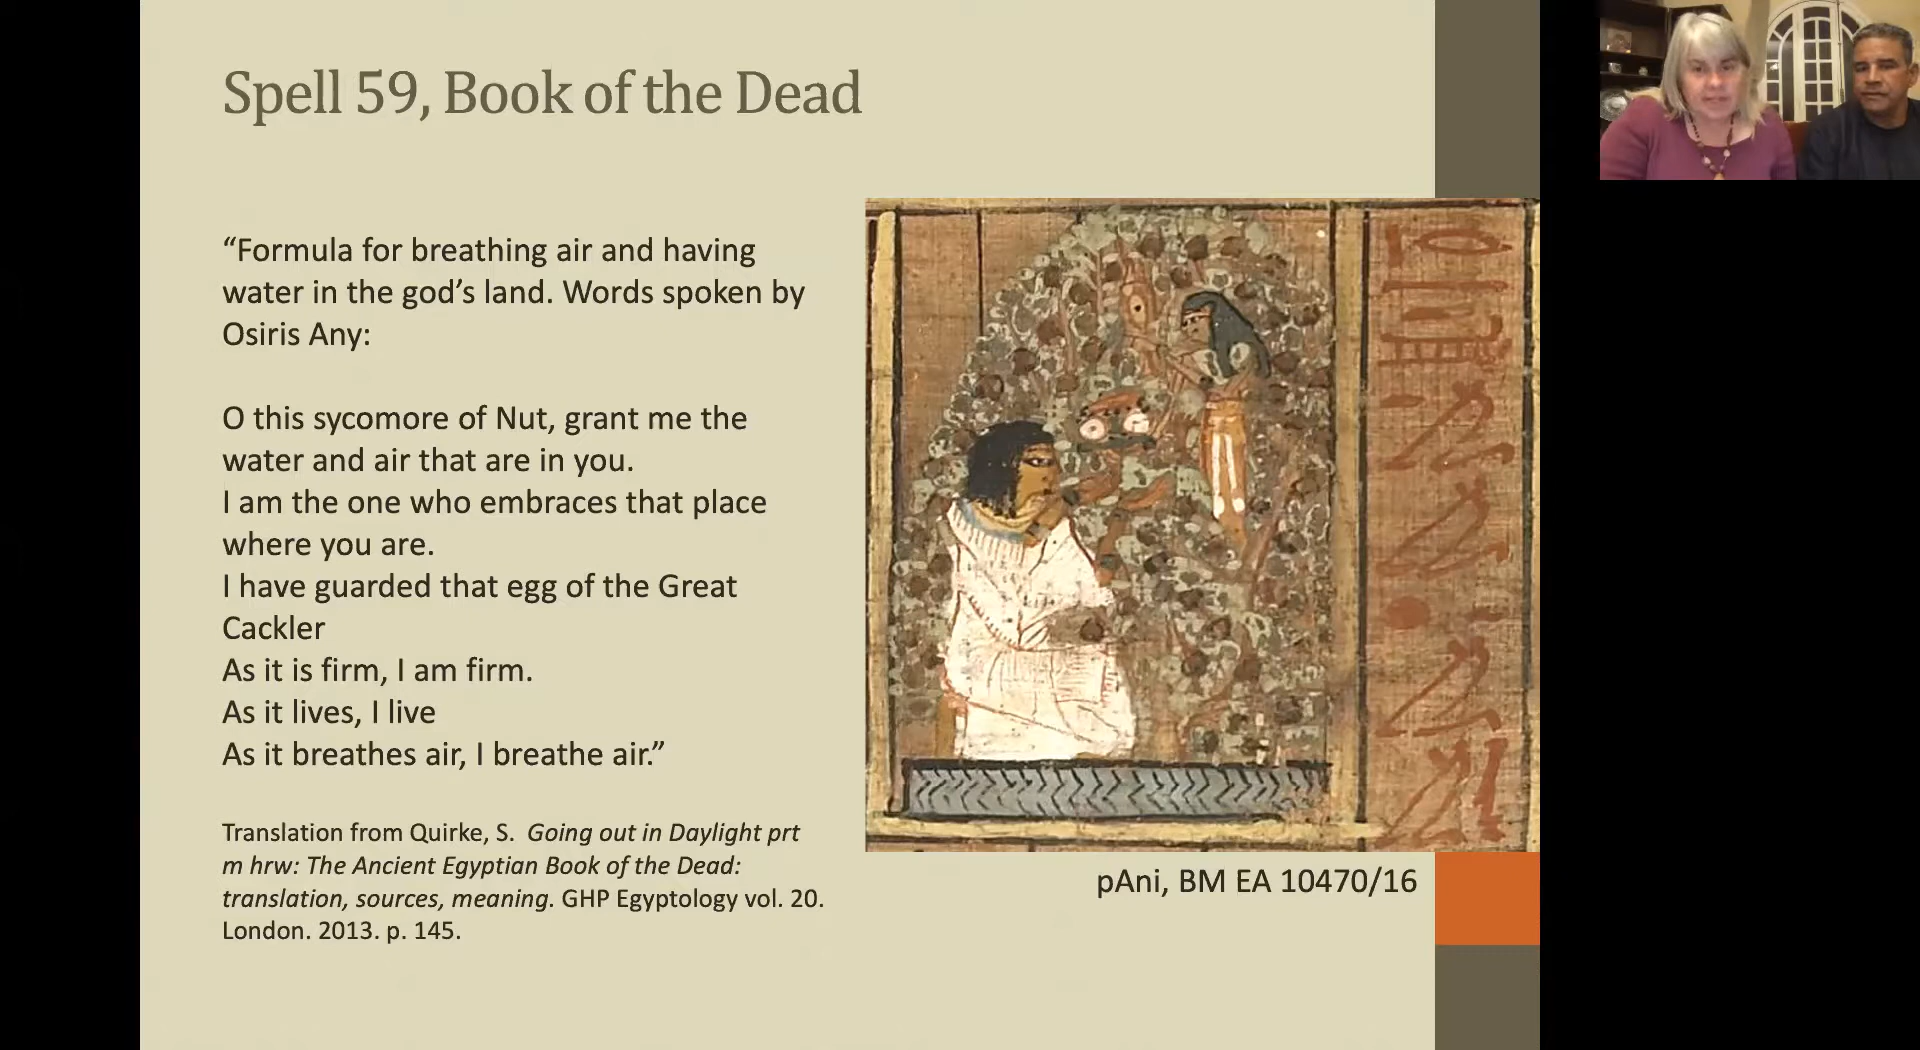 Spell 59, Book of the Dead
“Formula for breathing air and having
water in the god’s land. Words spoken by
Osiris Any:
O this sycomore of Nut, grant me the
water and air that are in you.
I am the one who embraces that place
where you are.
I have guarded that egg of the Great
Cackler
As it is firm, I am firm.
As it lives, I live
As it breathes air, I breathe air.”
Translation from Quirke, S. Going out in Daylight prt
m hrw: The Ancient Egyptian Book of the Dead:
translation, sources, meaning. GHP Egyptology vol. 20.
London. 2013. p. 145.
pAni, BM EA 10470/16